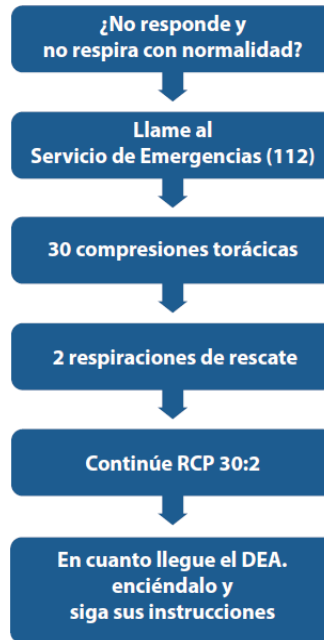 ¿No responde y
no respira con normalidad?
Llame al
Servicio de Emergencias (112)
30 compresiones torácicas
2 respiraciones de rescate
Continúe RCP 30:2
En cuanto llegue el DEA.
enciéndalo y
siga sus instrucciones